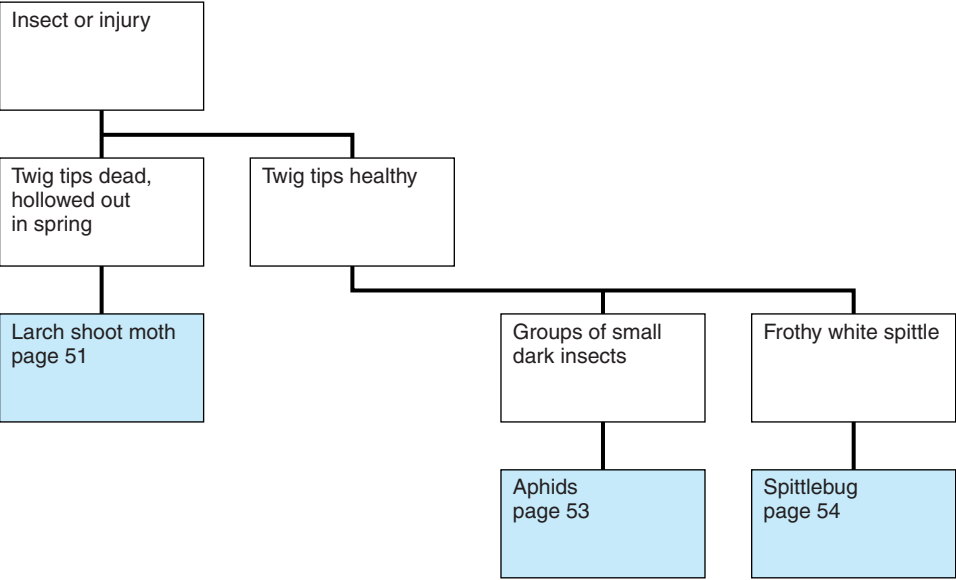 Insect or injury
Twig tips dead,
hollowed out
in spring
Twig tips healthy
Larch shoot moth
page 51
Groups of small
dark insects
Frothy white spittle
Aphids
page 53
Spittlebug
page 54